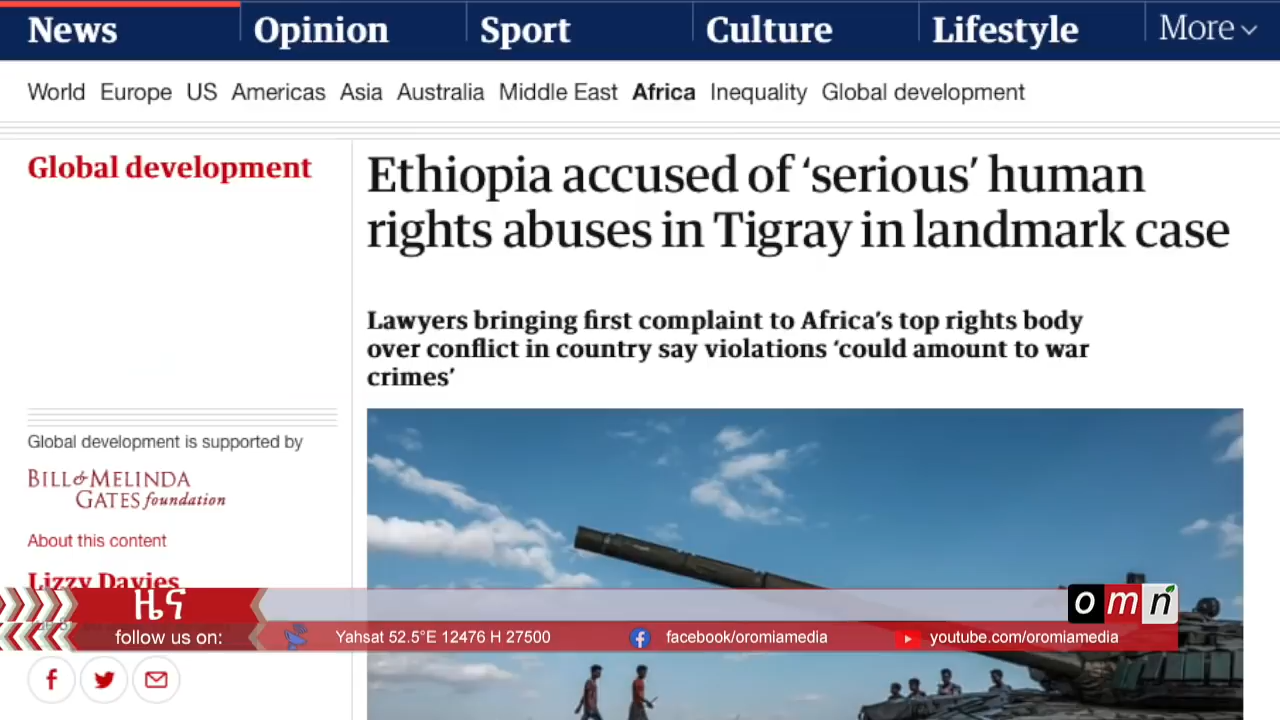 News Opinion Sport Culture Lifestyle More
World Europe US Americas Asia Australia Middle East Africa Inequality Global development
Global development
Ethiopia accused of ‘serious’ human
rights abuses in Tigray in landmark case
Lawyers bringing first complaint to Africa’s top rights body
over conflict in country say violations ‘could amount to war
crimes’
Global development is supported by
BILL & MELINDA
GATES foundation
About this content
Lizzy Davies
ዜና
omn
follow us on: Yahsat 52.5°E 12476 H 27500 facebook/oromiamedia youtube.com/oromiamedia